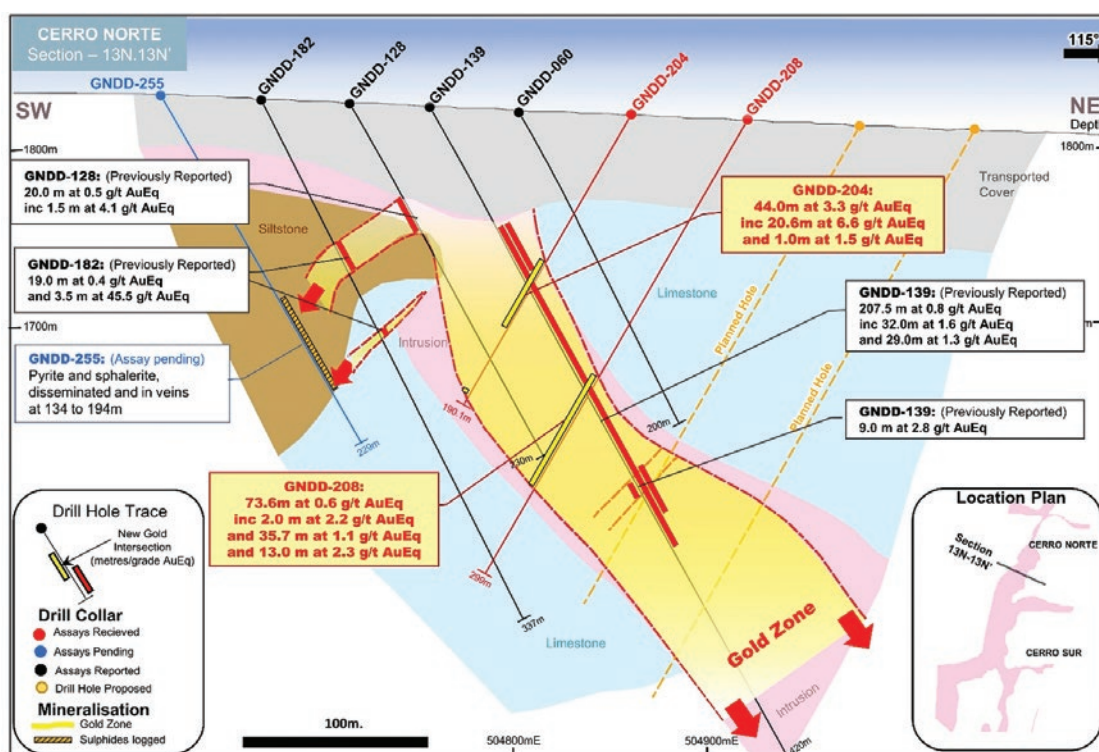 CERRO NORTE
Section – 13N.13N'
115°
GNDD-255
GNDD-182
GNDD-128
GNDD-139
GNDD-060
GNDD-204
GNDD-208
SW
NE
Depth
1800m
1800m
Transported
Cover
GNDD-128: (Previously Reported)
20.0 m at 0.5 g/t AuEq
inc 1.5 m at 4.1 g/t AuEq
GNDD-204:
44.0m at 3.3 g/t AuEq
inc 20.6m at 6.6 g/t AuEq
and 1.0m at 1.5 g/t AuEq
Siltstone
GNDD-182: (Previously Reported)
19.0 m at 0.4 g/t AuEq
and 3.5 m at 45.5 g/t AuEq
Limestone
GNDD-139: (Previously Reported)
207.5 m at 0.8 g/t AuEq
inc 32.0m at 1.6 g/t AuEq
and 29.0m at 1.3 g/t AuEq
1700m
m
Planned Hole
Planned Hole
Intrusion
GNDD-255: (Assay pending)
Pyrite and sphalerite,
disseminated and in veins
at 134 to 194m
190.1m
200m
229m
230m
GNDD-139: (Previously Reported)
9.0 m at 2.8 g/t AuEq
GNDD-208:
73.6m at 0.6 g/t AuEq
inc 2.0 m at 2.2 g/t AuEq
and 35.7 m at 1.1 g/t AuEq
and 13.0 m at 2.3 g/t AuEq
299m
337m
Limestone
Gold Zone
Intrusion
420m
Drill Hole Trace
New Gold
Intersection
(metres/grade AuEq)
Drill Collar
Assays Recieved
Assays Pending
Assays Reported
Drill Hole Proposed
Mineralisation
Gold Zone
Sulphides logged
100m.
504800mE
504900mE
Location Plan
CERRO NORTE
Section
13N-13N'
CERRO SUR